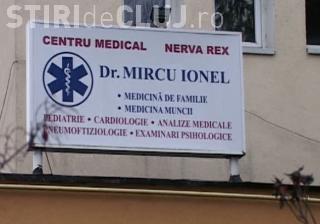 STIRIdeCLUJ.ro
CENTRU MEDICAL NERVA REX
Dr. MIRCU IONEL
• MEDICINĂ DE FAMILIE
• MEDICINA MUNCII
PEDIATRIE • CARDIOLOGIE • ANALIZE MEDICALE
PNEUMOFTIZIOLOGIE • EXAMINARI PSIHOLOGICE